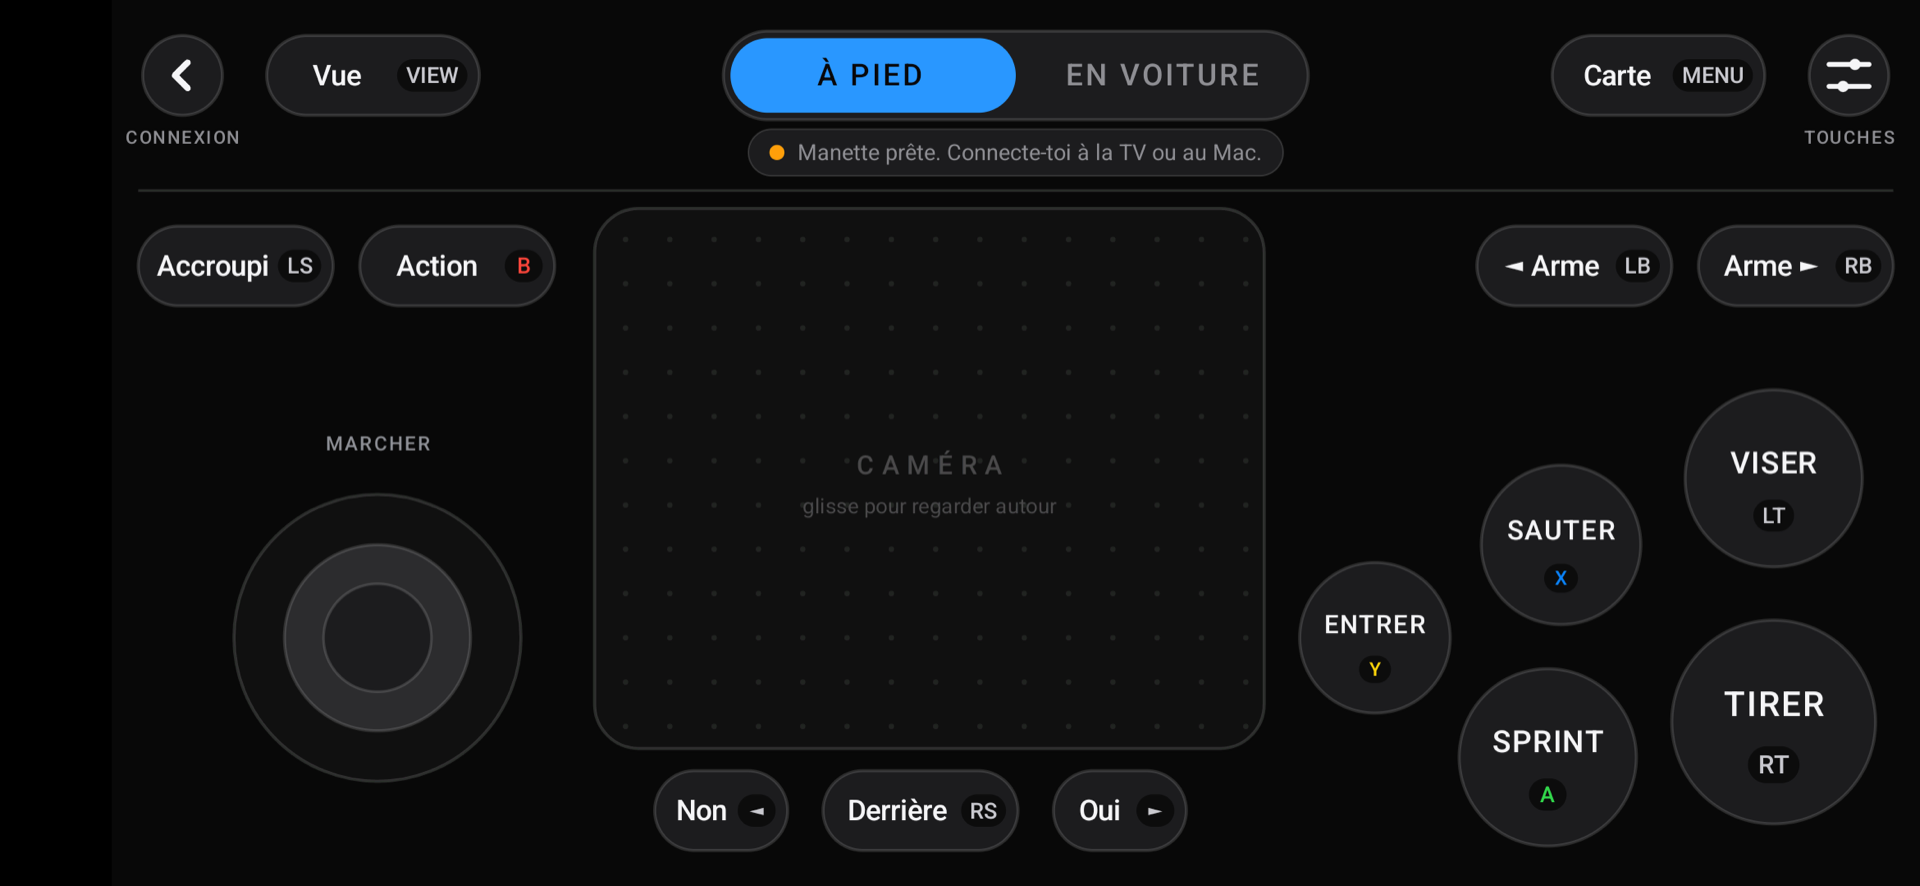 Vue VIEW
À PIED
EN VOITURE
Carte MENU
CONNEXION
Manette prête. Connecte-toi à la TV ou au Mac.
TOUCHES
Accroupi LS
Action B
◄ Arme LB
Arme ► RB
MARCHER
CAMÉRA
glisse pour regarder autour
VISER
LT
SAUTER
X
ENTRER
Y
SPRINT
A
TIRER
RT
Non ◄
Derrière RS
Oui ►